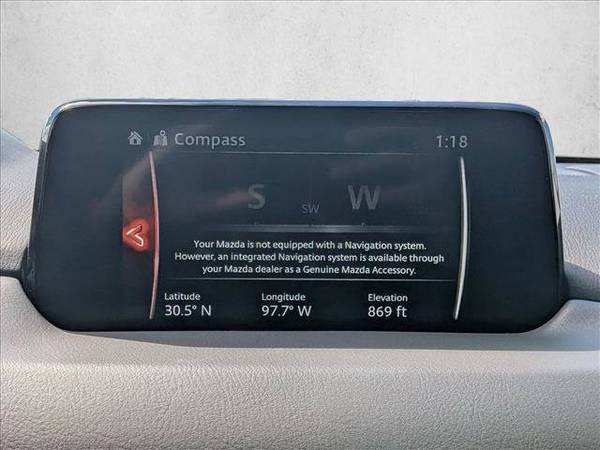 Compass 1:18
S SW W
Your Mazda is not equipped with a Navigation system.
However, an integrated Navigation system is available through
your Mazda dealer as a Genuine Mazda Accessory.
Latitude Longitude Elevation
30.5° N 97.7° W 869 ft